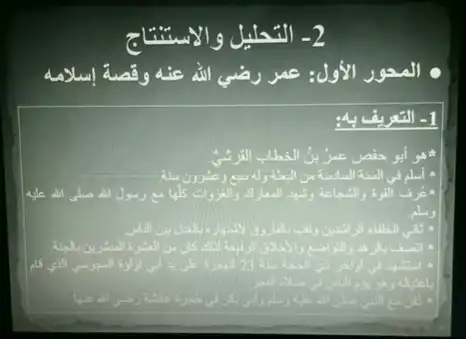 2- التحليل والاستنتاج
• المحور الأول: عمر رضي الله عنه وقصة إسلامه
1- التعريف به:
*هو أبو حفص عمرُ بنُ الخطاب القرشيُّ.
* أسلم في السنة السادسة من البعثة وله سبع وعشرون سنة.
*عُرف القوة والشجاعة وشهد المعارك والغزوات كلَّها مع رسول الله صلى الله عليه
وسلم.
* ثاني الخلفاء الراشدين ولقب بالفاروق لاشتهاره بالعدل بين الناس.
* اتصف بالزهد والتواضع والأخلاق الرفيعة لذلك كان من العشرة المبشرين بالجنة.
* استشهد في أواخر ذي الحجة سنة 23 للهجرة على يد أبي لؤلؤة المجوسي الذي قام
باغتياله وهو يؤم الناس في صلاة الفجر.
* دفن مع النبي صلى الله عليه وسلم وأبي بكر في حجرة عائشة رضي الله عنها